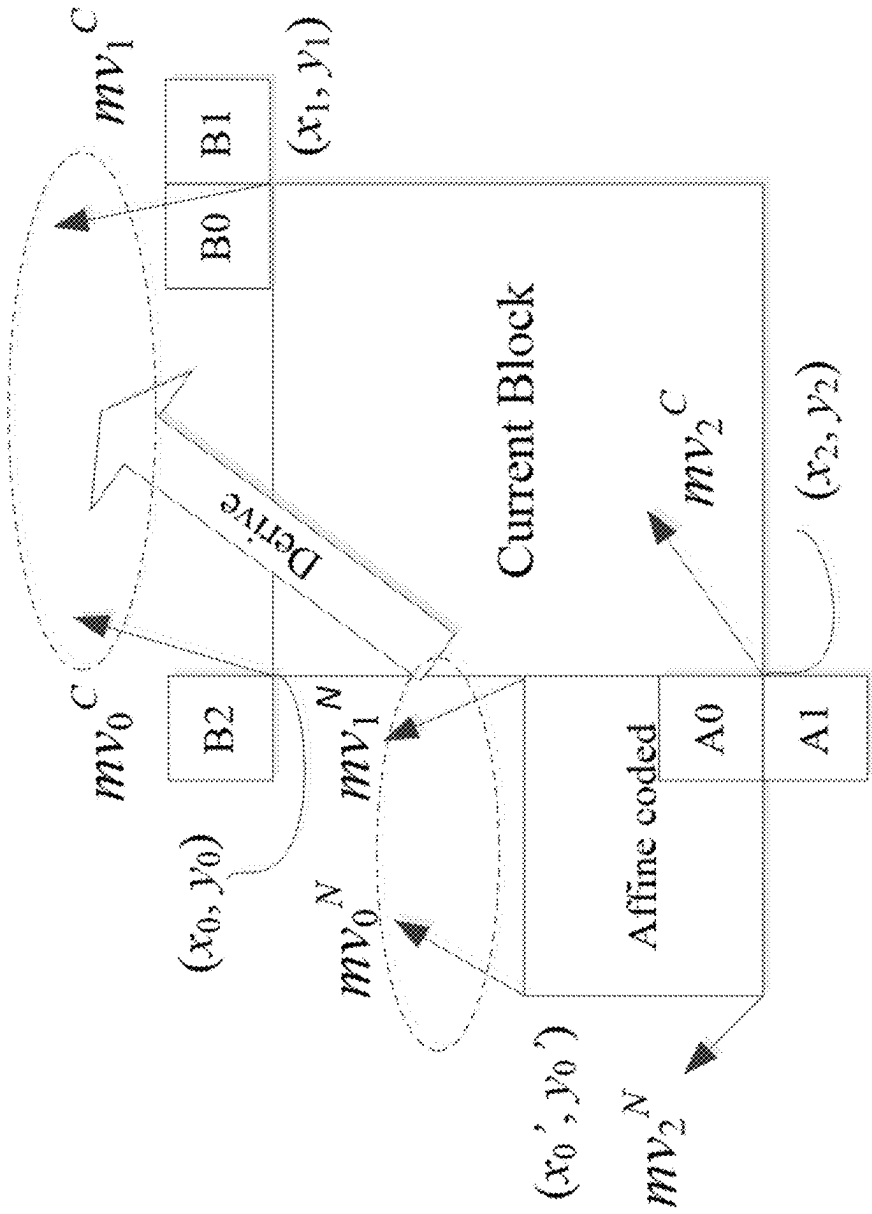 mv₀ᶜ mv₁ᶜ
(x₀, y₀) B2 B0 B1
(x₁, y₁)
Derive
mv₀ᴺ mv₁ᴺ
Current Block
(x₀', y₀')
Affine coded
mv₂ᴺ A0 mv₂ᶜ
A1 (x₂, y₂)